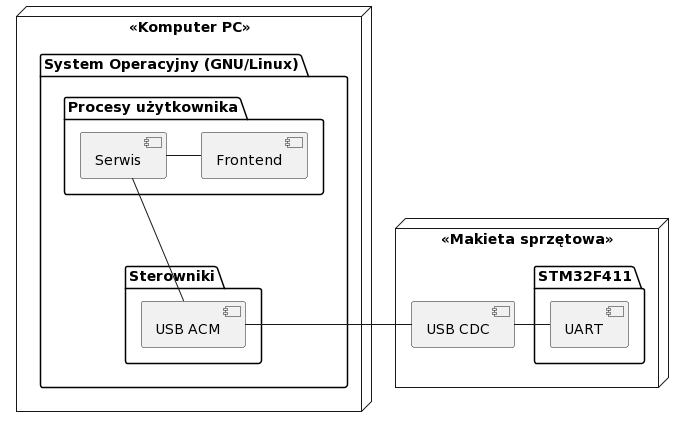 «Komputer PC»
System Operacyjny (GNU/Linux)
Procesy użytkownika
Serwis
Frontend
Sterowniki
USB ACM
«Makieta sprzętowa»
STM32F411
USB CDC
UART